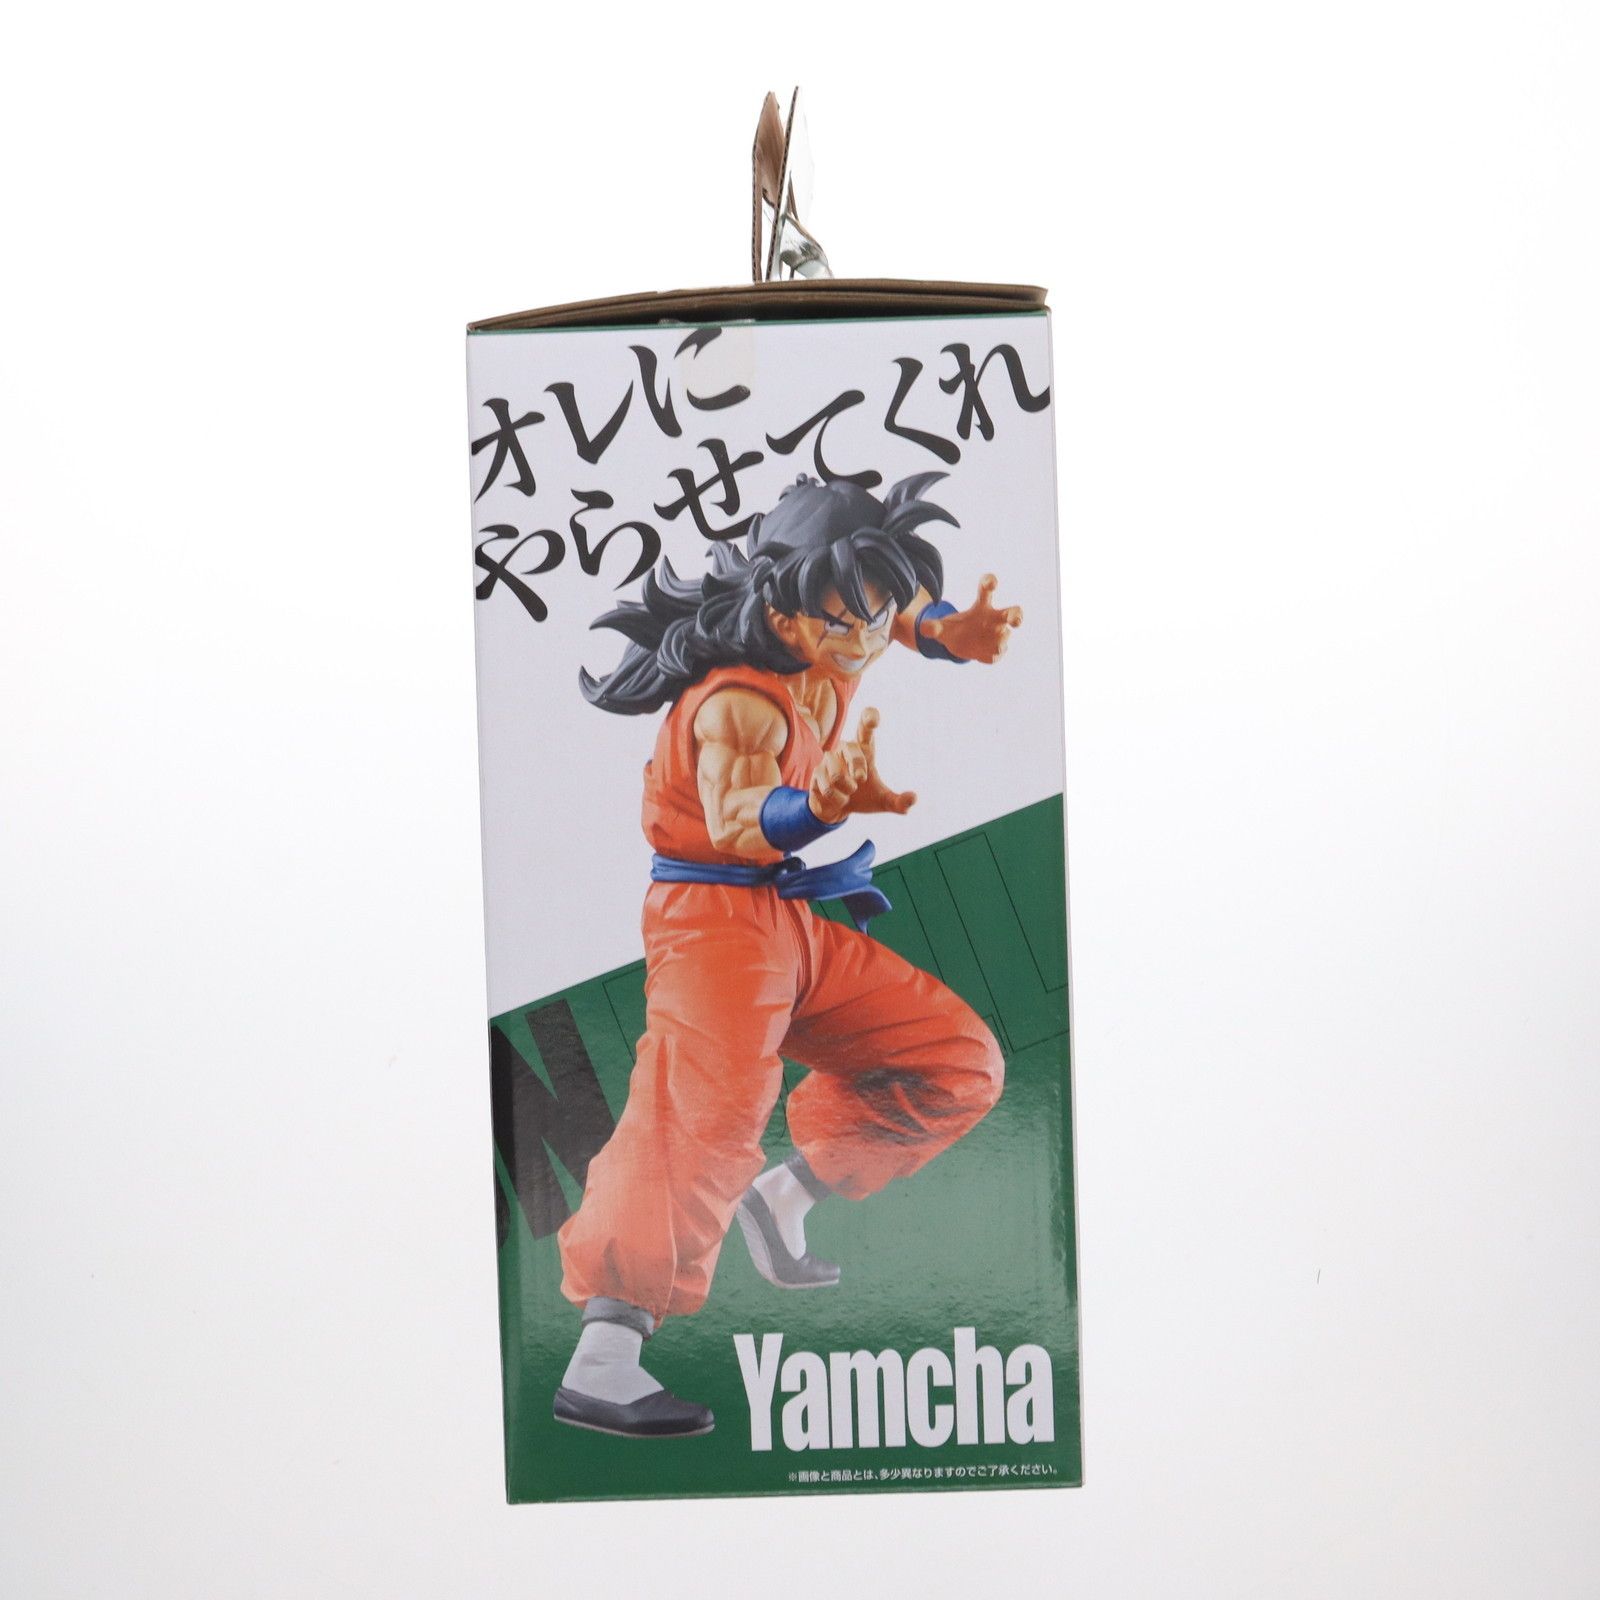 オレに
やらせてくれ
Yamcha
※画像と商品とは、多少異なりますのでご了承ください。